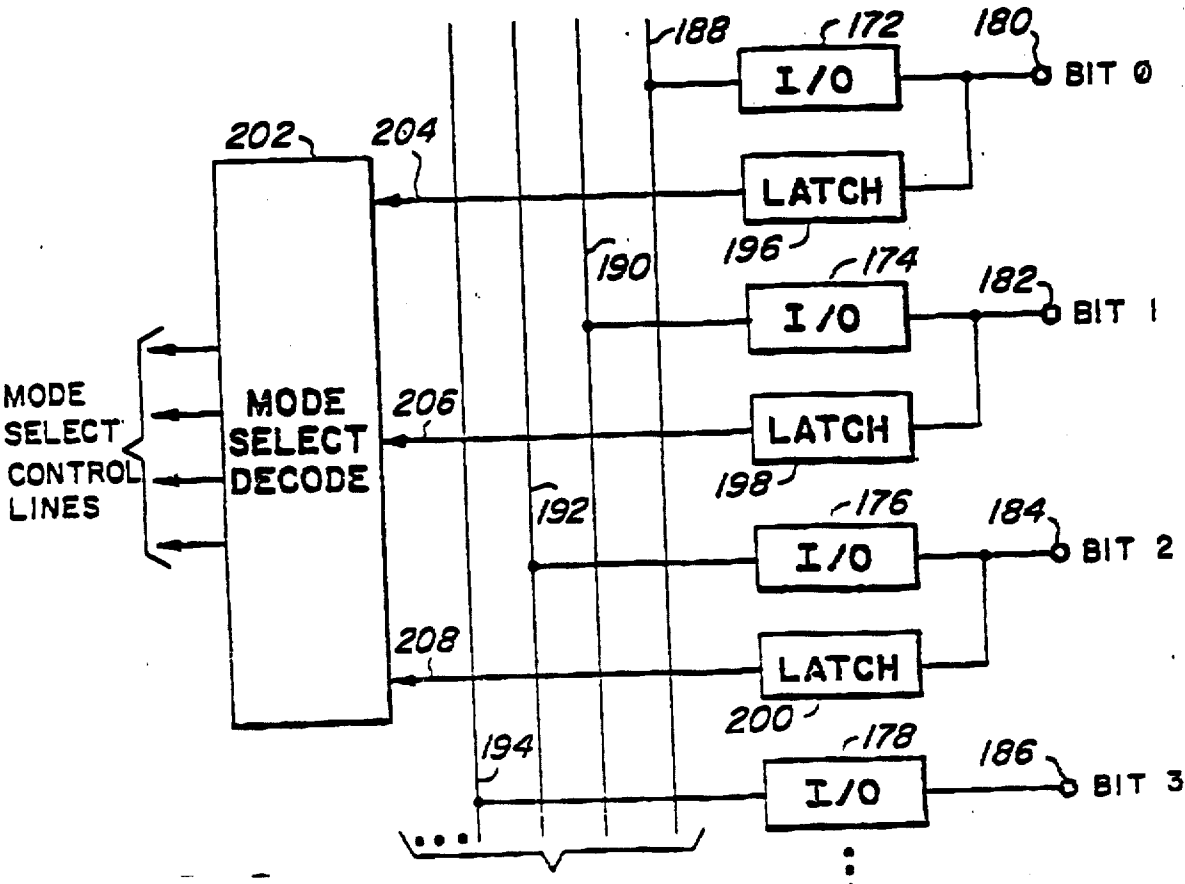 188
172
180
I/O
BIT 0
202
204
LATCH
196
190
174
182
I/O
BIT 1
MODE
SELECT
CONTROL
LINES
MODE
SELECT
DECODE
206
LATCH
198
192
176
184
I/O
BIT 2
208
LATCH
200
194
178
186
I/O
BIT 3